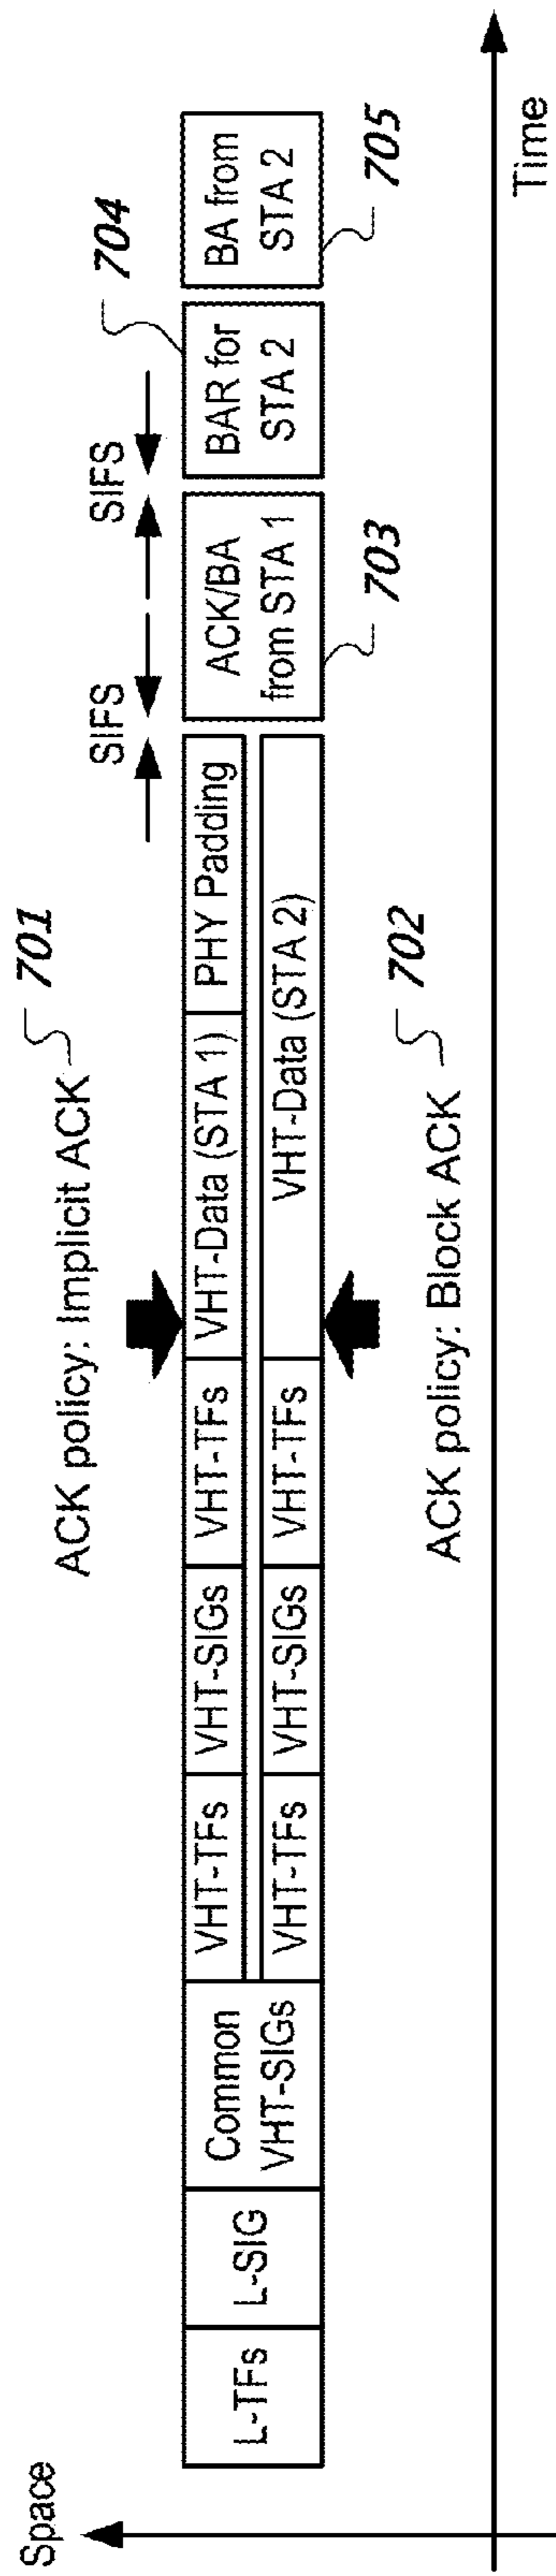 Space
ACK policy: Implicit ACK 701
SIFS
SIFS
704
L-TFs
L-SIG
Common
VHT-SIGs
VHT-TFs
VHT-SIGs
VHT-TFs
VHT-Data (STA 1)
PHY Padding
VHT-TFs
VHT-SIGs
VHT-TFs
VHT-Data (STA 2)
ACK/BA
from STA 1
BAR for
STA 2
BA from
STA 2
703
705
ACK policy: Block ACK 702
Time